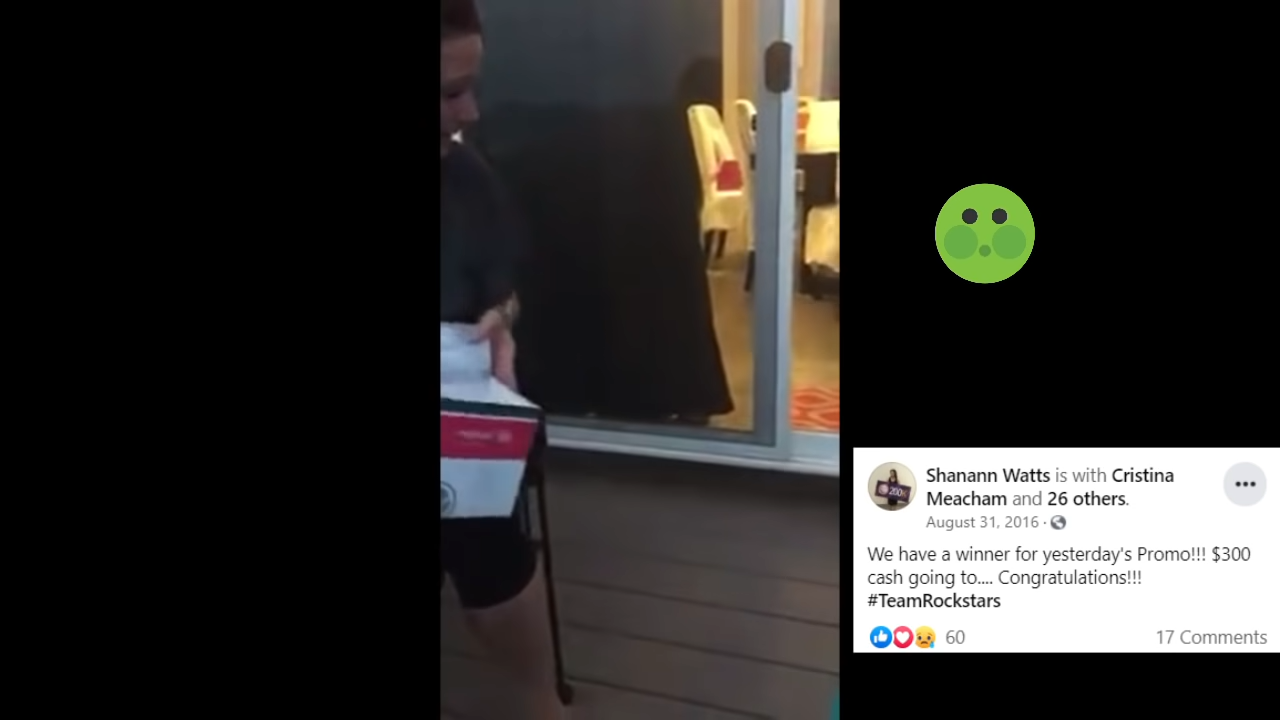 Shanann Watts is with Cristina
Meacham and 26 others.
August 31, 2016 ·
We have a winner for yesterday's Promo!!! $300
cash going to.... Congratulations!!!
#TeamRockstars
60
17 Comments